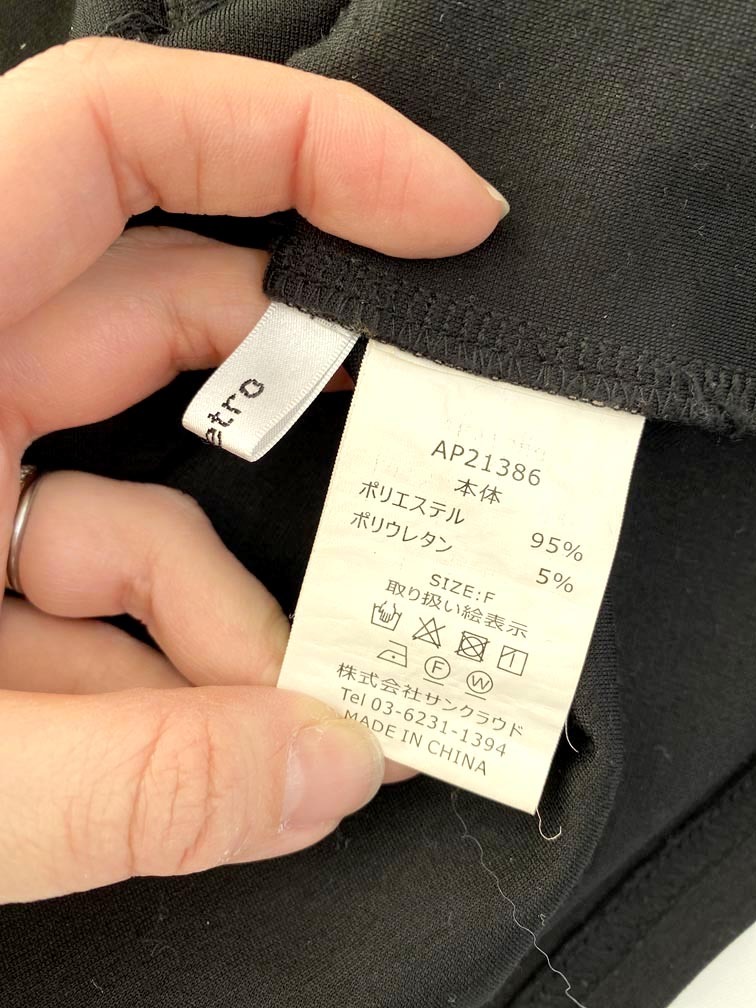 etro
AP21386
本体
ポリエステル 95%
ポリウレタン 5%
SIZE:F
取り扱い絵表示
F W
株式会社サンクラウド
Tel 03-6231-1394
MADE IN CHINA